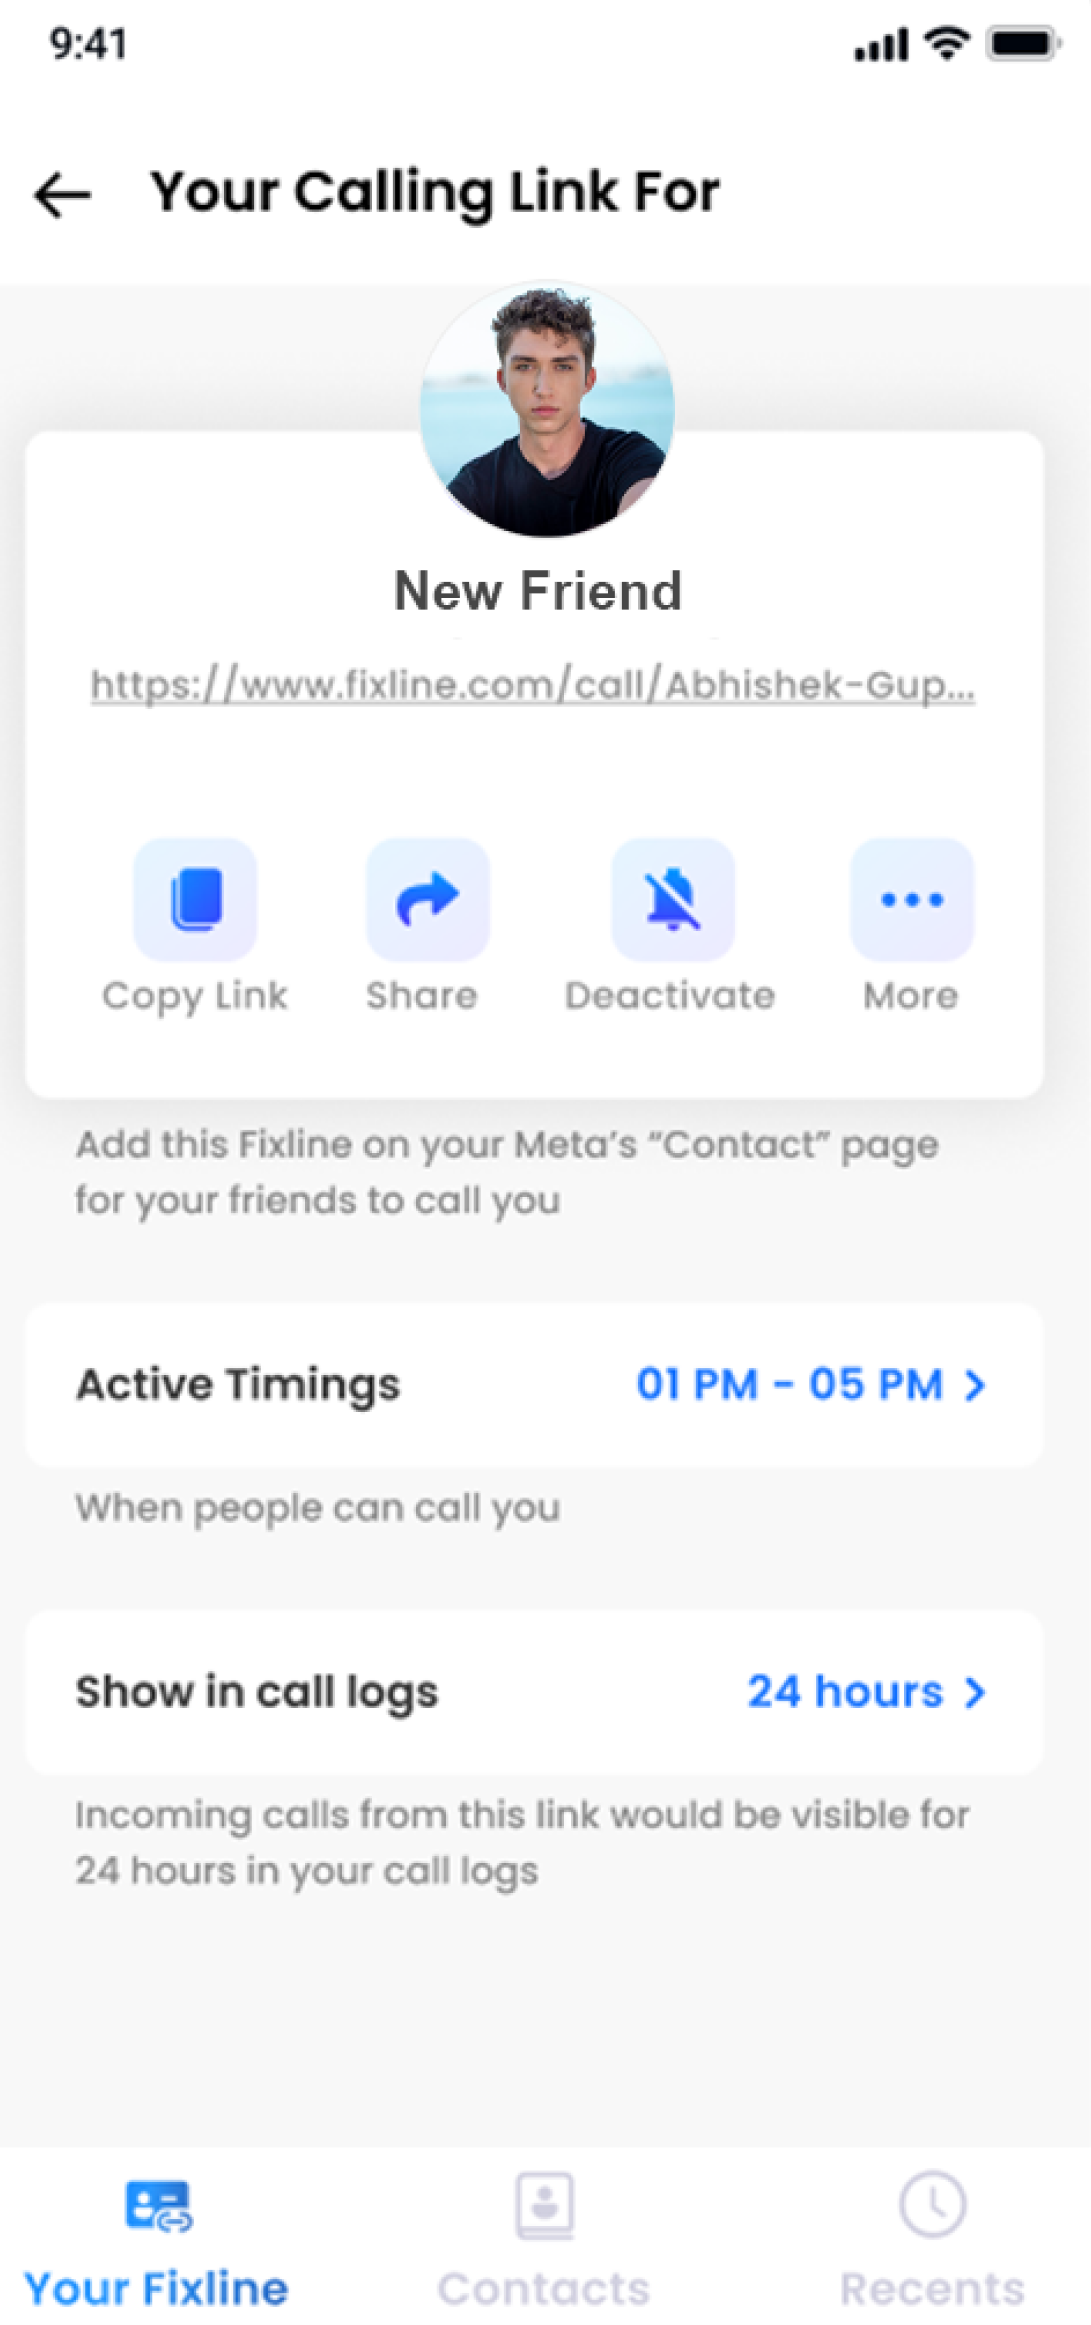 9:41
Your Calling Link For
New Friend
https://www.fixline.com/call/Abhishek-Gup...
Copy Link
Share
Deactivate
More
Add this Fixline on your Meta’s “Contact” page
for your friends to call you
Active Timings
01 PM - 05 PM
When people can call you
Show in call logs
24 hours
Incoming calls from this link would be visible for
24 hours in your call logs
Your Fixline
Contacts
Recents